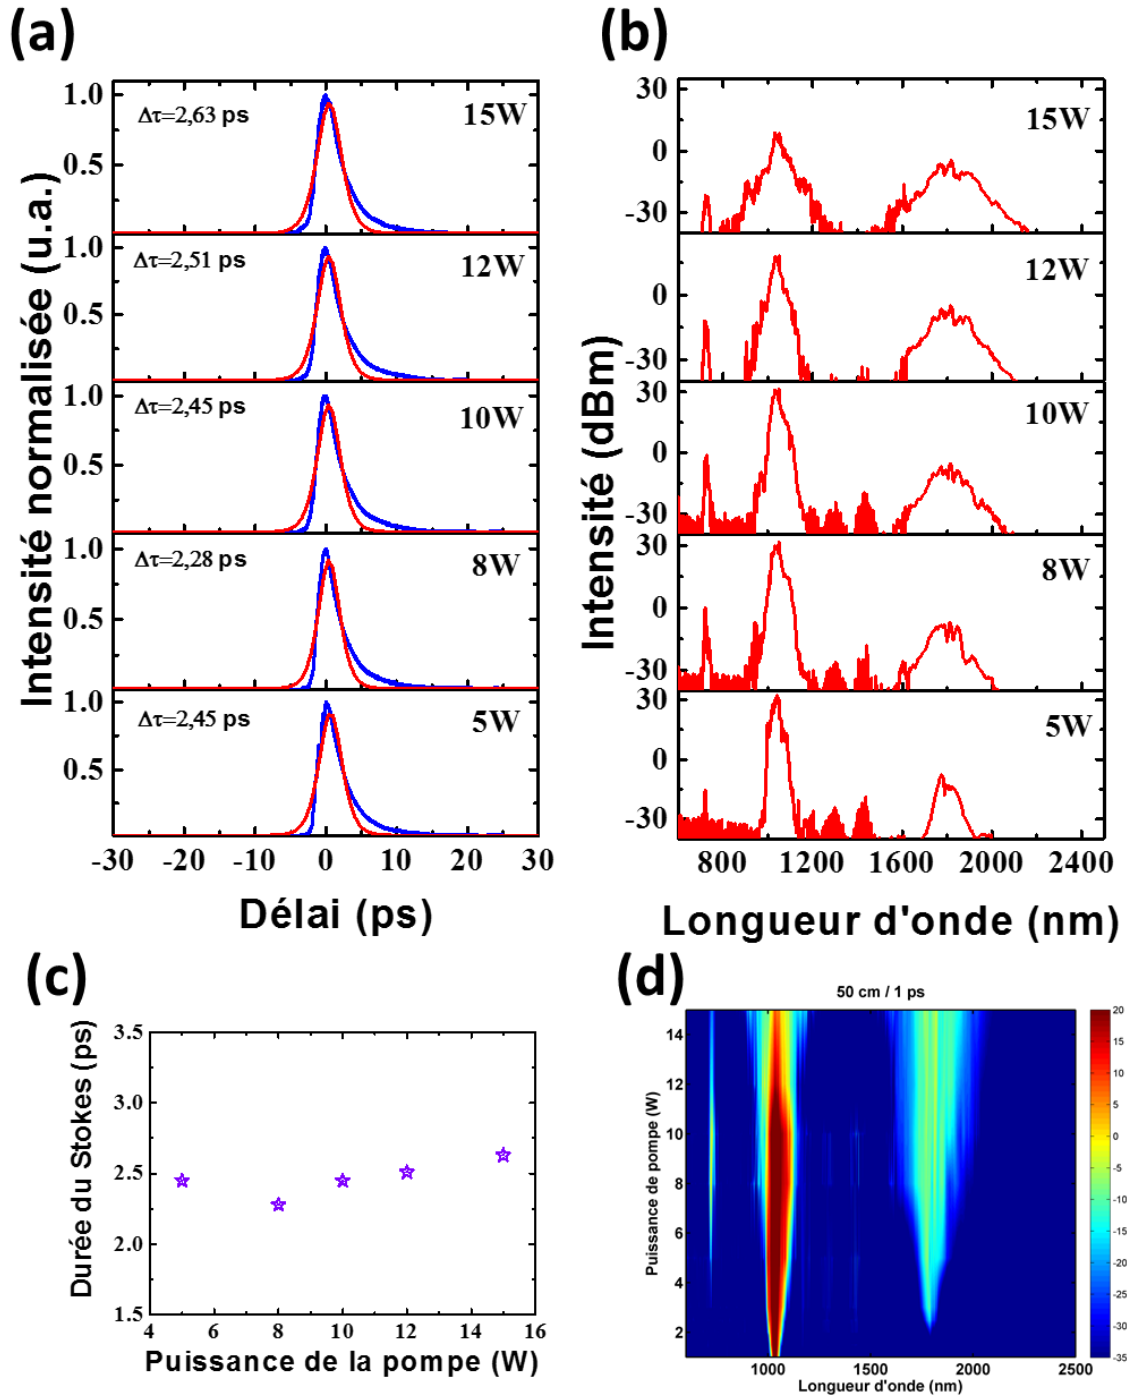 (a)
Intensité normalisée (u.a.)
1.0
0.5
Δτ=2,63 ps
15W
1.0
0.5
Δτ=2,51 ps
12W
1.0
0.5
Δτ=2,45 ps
10W
1.0
0.5
Δτ=2,28 ps
8W
1.0
0.5
Δτ=2,45 ps
5W
-30 -20 -10 0 10 20 30
Délai (ps)
(b)
Intensité (dBm)
30
0
-30
15W
0
-30
12W
30
0
-30
10W
30
0
-30
8W
30
0
-30
5W
800 1200 1600 2000 2400
Longueur d'onde (nm)
(c)
Durée du Stokes (ps)
3.5
3.0
2.5
2.0
1.5
4 6 8 10 12 14 16
Puissance de la pompe (W)
(d)
50 cm / 1 ps
Puissance de pompe (W)
14
12
10
8
6
4
2
1000 1500 2000 2500
Longueur d'onde (nm)
20
15
10
5
0
-5
-10
-15
-20
-25
-30
-35